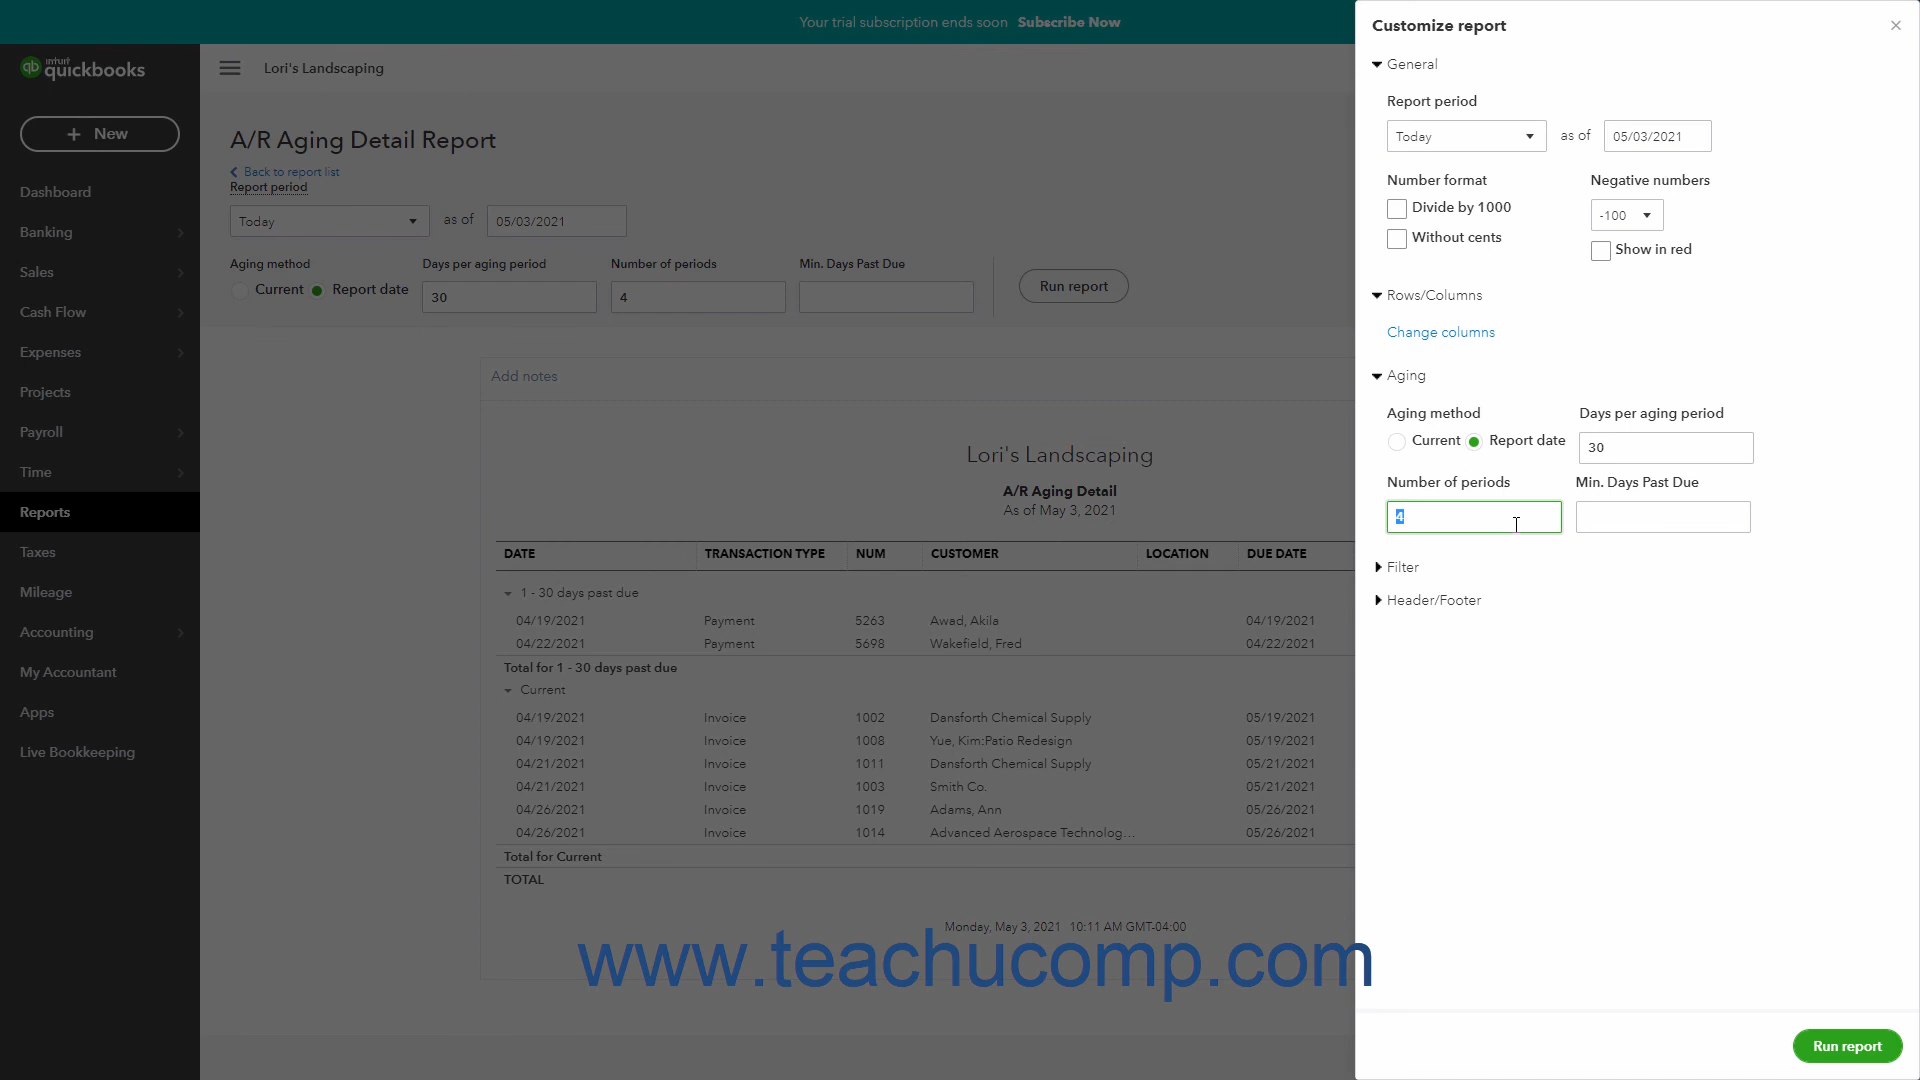 Your trial subscription ends soon Subscribe Now
intuit
quickbooks
Lori's Landscaping
+ New
Dashboard
Banking
Sales
Cash Flow
Expenses
Projects
Payroll
Time
Reports
Taxes
Mileage
Accounting
My Accountant
Apps
Live Bookkeeping
A/R Aging Detail Report
Back to report list
Report period
Today as of 05/03/2021
Aging method Days per aging period Number of periods Min. Days Past Due
Current Report date 30 4 Run report
Add notes
Lori's Landscaping
A/R Aging Detail
As of May 3, 2021
DATE TRANSACTION TYPE NUM CUSTOMER LOCATION DUE DATE
1 - 30 days past due
04/19/2021 Payment 5263 Awad, Akila 04/19/2021
04/22/2021 Payment 5698 Wakefield, Fred 04/22/2021
Total for 1 - 30 days past due
Current
04/19/2021 Invoice 1002 Dansforth Chemical Supply 05/19/2021
04/19/2021 Invoice 1008 Yue, Kim:Patio Redesign 05/19/2021
04/21/2021 Invoice 1011 Dansforth Chemical Supply 05/21/2021
04/21/2021 Invoice 1003 Smith Co. 05/21/2021
04/26/2021 Invoice 1019 Adams, Ann 05/26/2021
04/26/2021 Invoice 1014 Advanced Aerospace Technolog... 05/26/2021
Total for Current
TOTAL
Monday, May 3, 2021 10:11 AM GMT-04:00
www.teachucomp.com
Customize report
General
Report period
Today as of 05/03/2021
Number format Negative numbers
Divide by 1000 -100
Without cents Show in red
Rows/Columns
Change columns
Aging
Aging method Days per aging period
Current Report date 30
Number of periods Min. Days Past Due
4
Filter
Header/Footer
Run report